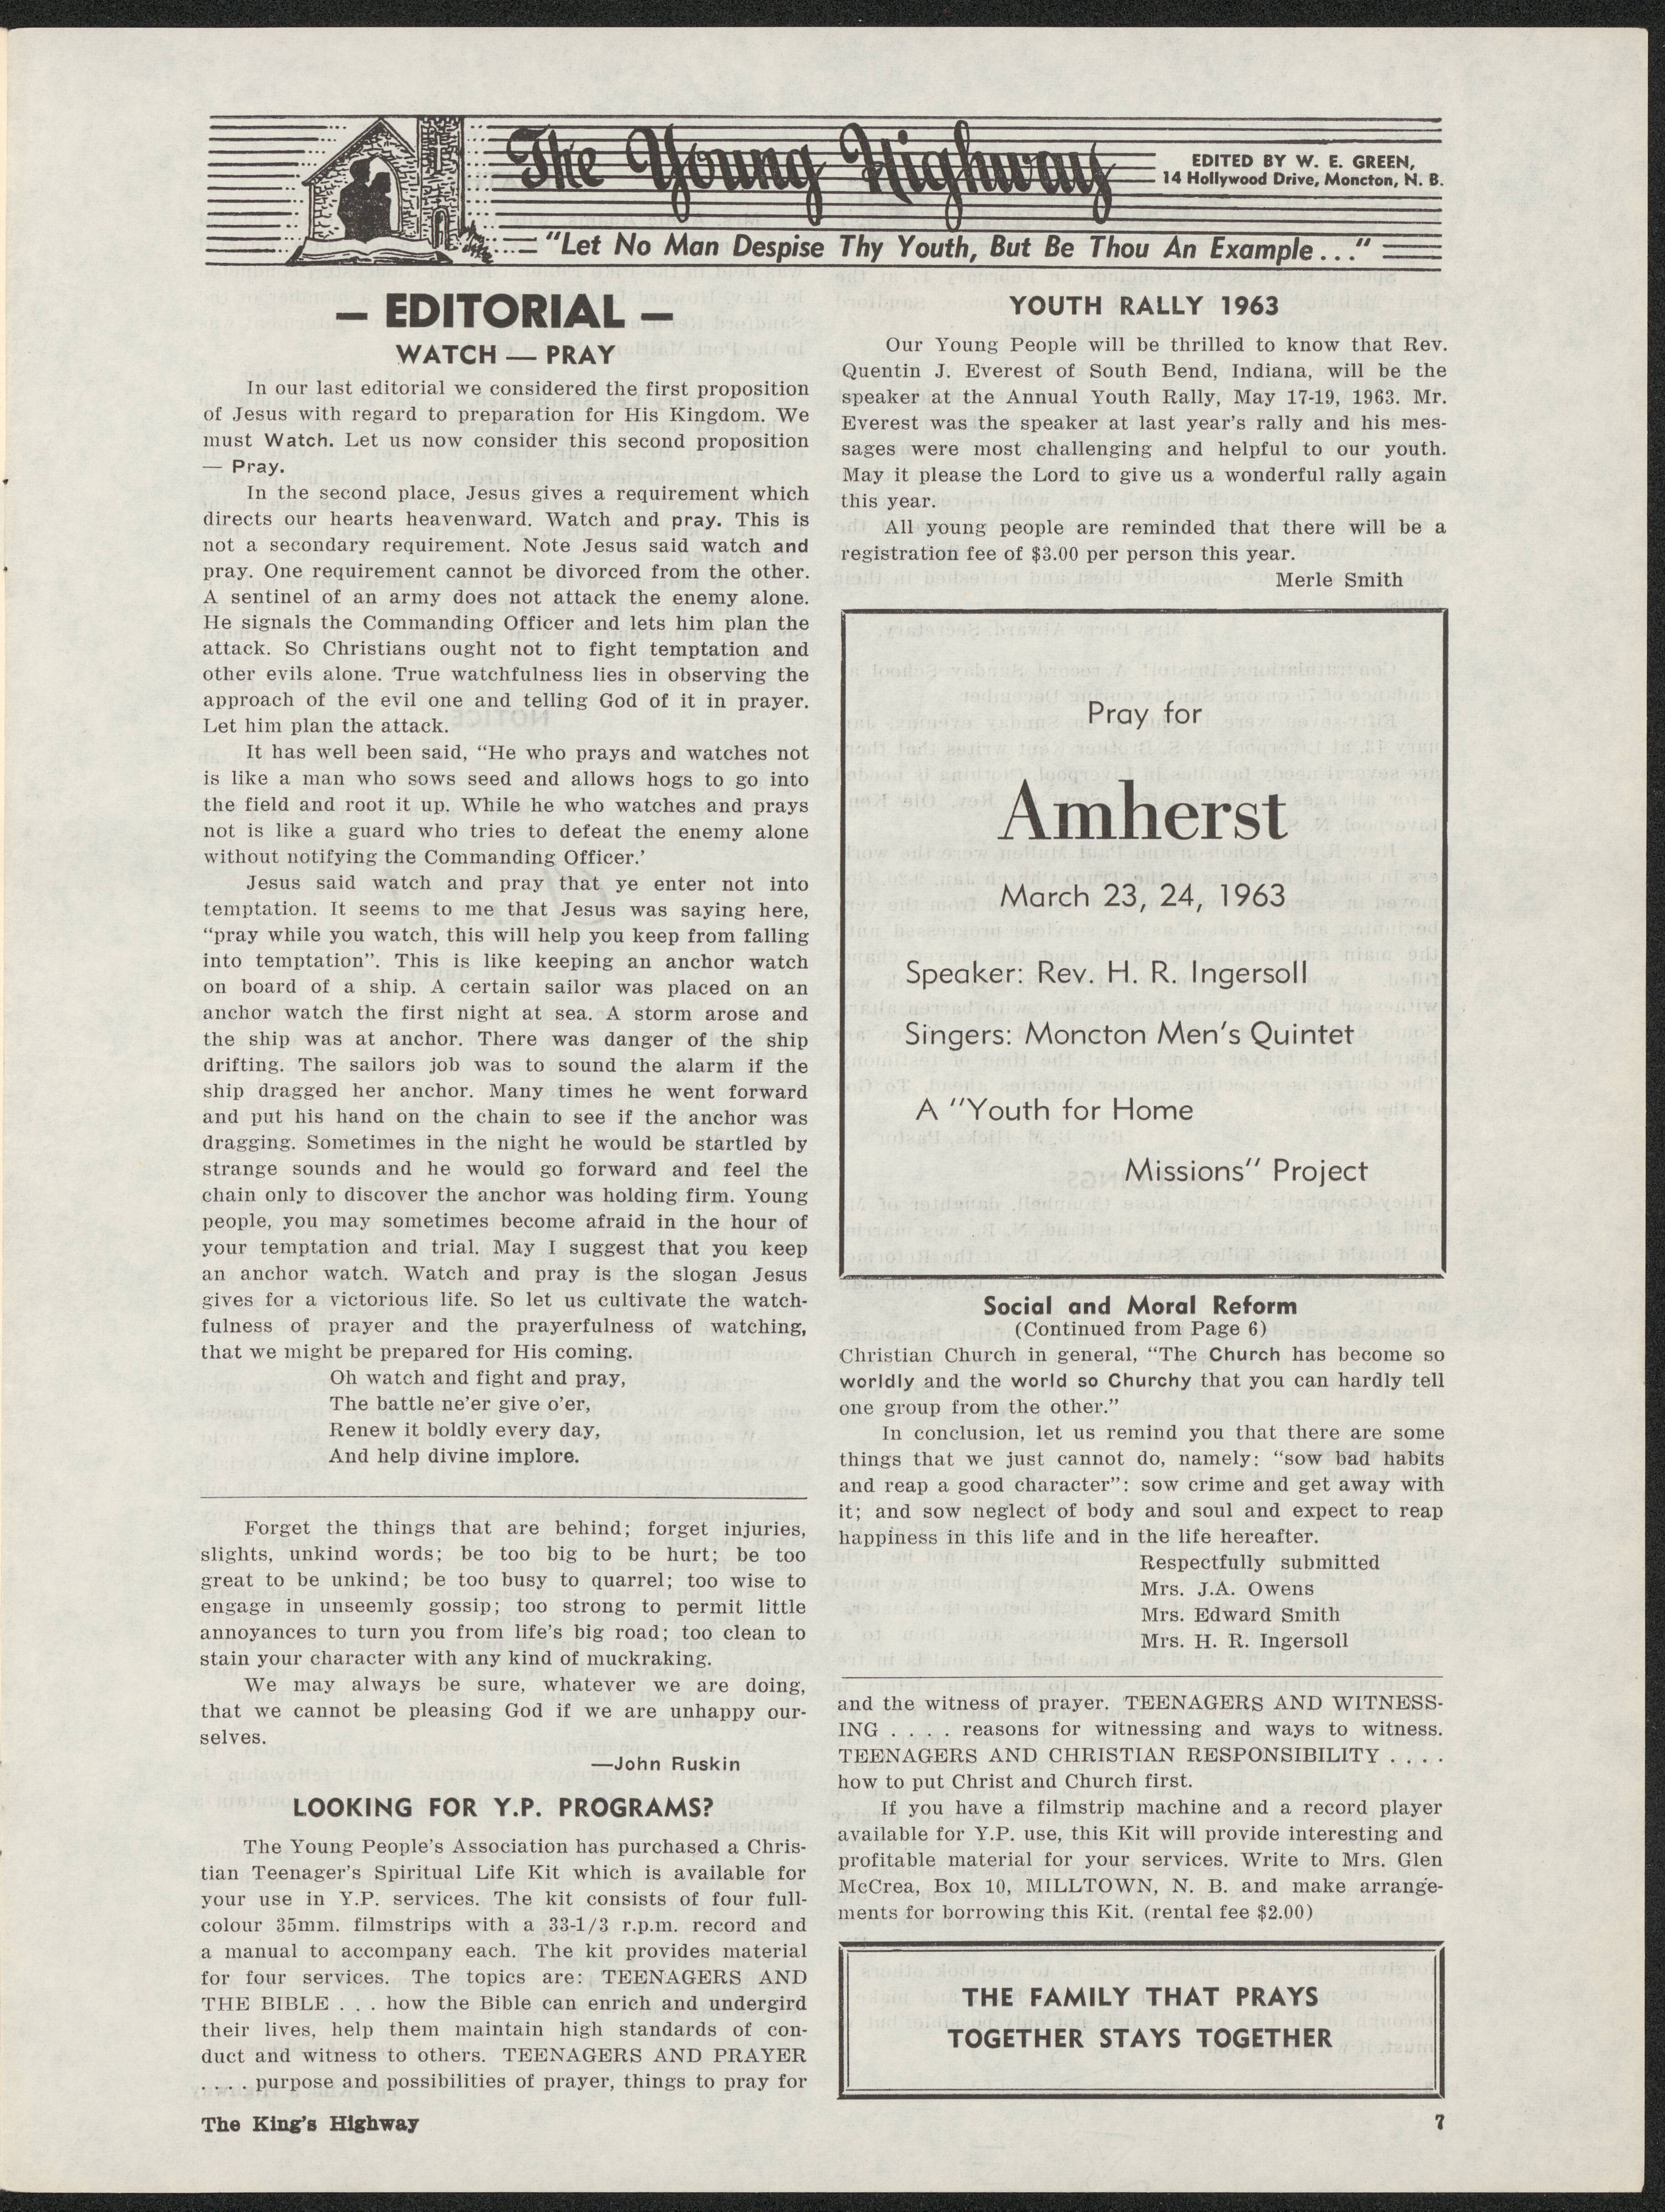 The Young Highway
EDITED BY W. E. GREEN,
14 Hollywood Drive, Moncton, N. B.
"Let No Man Despise Thy Youth, But Be Thou An Example..."
— EDITORIAL —
WATCH — PRAY
In our last editorial we considered the first proposition
of Jesus with regard to preparation for His Kingdom. We
must Watch. Let us now consider this second proposition
— Pray.
In the second place, Jesus gives a requirement which
directs our hearts heavenward. Watch and pray. This is
not a secondary requirement. Note Jesus said watch and
pray. One requirement cannot be divorced from the other.
A sentinel of an army does not attack the enemy alone.
He signals the Commanding Officer and lets him plan the
attack. So Christians ought not to fight temptation and
other evils alone. True watchfulness lies in observing the
approach of the evil one and telling God of it in prayer.
Let him plan the attack.
It has well been said, "He who prays and watches not
is like a man who sows seed and allows hogs to go into
the field and root it up. While he who watches and prays
not is like a guard who tries to defeat the enemy alone
without notifying the Commanding Officer.'
Jesus said watch and pray that ye enter not into
temptation. It seems to me that Jesus was saying here,
"pray while you watch, this will help you keep from falling
into temptation". This is like keeping an anchor watch
on board of a ship. A certain sailor was placed on an
anchor watch the first night at sea. A storm arose and
the ship was at anchor. There was danger of the ship
drifting. The sailors job was to sound the alarm if the
ship dragged her anchor. Many times he went forward
and put his hand on the chain to see if the anchor was
dragging. Sometimes in the night he would be startled by
strange sounds and he would go forward and feel the
chain only to discover the anchor was holding firm. Young
people, you may sometimes become afraid in the hour of
your temptation and trial. May I suggest that you keep
an anchor watch. Watch and pray is the slogan Jesus
gives for a victorious life. So let us cultivate the watch-
fulness of prayer and the prayerfulness of watching,
that we might be prepared for His coming.
Oh watch and fight and pray,
The battle ne'er give o'er,
Renew it boldly every day,
And help divine implore.
Forget the things that are behind; forget injuries,
slights, unkind words; be too big to be hurt; be too
great to be unkind; be too busy to quarrel; too wise to
engage in unseemly gossip; too strong to permit little
annoyances to turn you from life's big road; too clean to
stain your character with any kind of muckraking.
We may always be sure, whatever we are doing,
that we cannot be pleasing God if we are unhappy our-
selves.
—John Ruskin
LOOKING FOR Y.P. PROGRAMS?
The Young People's Association has purchased a Chris-
tian Teenager's Spiritual Life Kit which is available for
your use in Y.P. services. The kit consists of four full-
colour 35mm. filmstrips with a 33-1/3 r.p.m. record and
a manual to accompany each. The kit provides material
for four services. The topics are: TEENAGERS AND
THE BIBLE . . . how the Bible can enrich and undergird
their lives, help them maintain high standards of con-
duct and witness to others. TEENAGERS AND PRAYER
. . . . purpose and possibilities of prayer, things to pray for
YOUTH RALLY 1963
Our Young People will be thrilled to know that Rev.
Quentin J. Everest of South Bend, Indiana, will be the
speaker at the Annual Youth Rally, May 17-19, 1963. Mr.
Everest was the speaker at last year's rally and his mes-
sages were most challenging and helpful to our youth.
May it please the Lord to give us a wonderful rally again
this year.
All young people are reminded that there will be a
registration fee of $3.00 per person this year.
Merle Smith
Pray for
Amherst
March 23, 24, 1963
Speaker: Rev. H. R. Ingersoll
Singers: Moncton Men's Quintet
A "Youth for Home
Missions" Project
Social and Moral Reform
(Continued from Page 6)
Christian Church in general, "The Church has become so
worldly and the world so Churchy that you can hardly tell
one group from the other."
In conclusion, let us remind you that there are some
things that we just cannot do, namely: "sow bad habits
and reap a good character": sow crime and get away with
it; and sow neglect of body and soul and expect to reap
happiness in this life and in the life hereafter.
Respectfully submitted
Mrs. J.A. Owens
Mrs. Edward Smith
Mrs. H. R. Ingersoll
and the witness of prayer. TEENAGERS AND WITNESS-
ING . . . . reasons for witnessing and ways to witness.
TEENAGERS AND CHRISTIAN RESPONSIBILITY . . . .
how to put Christ and Church first.
If you have a filmstrip machine and a record player
available for Y.P. use, this Kit will provide interesting and
profitable material for your services. Write to Mrs. Glen
McCrea, Box 10, MILLTOWN, N. B. and make arrange-
ments for borrowing this Kit. (rental fee $2.00)
THE FAMILY THAT PRAYS
TOGETHER STAYS TOGETHER
The King's Highway
7